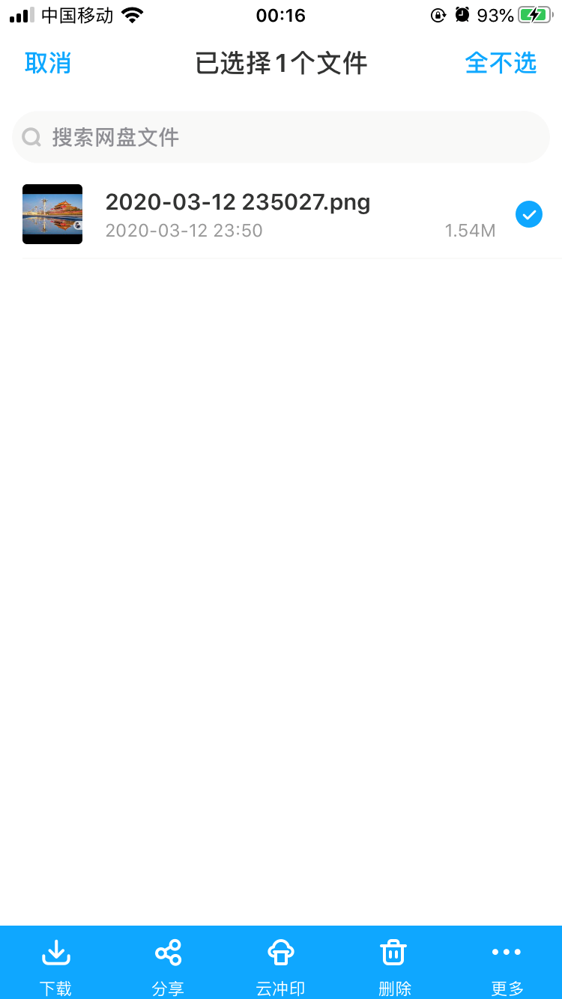 中国移动 00:16 93%
取消 已选择1个文件 全不选
搜索网盘文件
2020-03-12 235027.png
2020-03-12 23:50 1.54M
下载 分享 云冲印 删除 更多